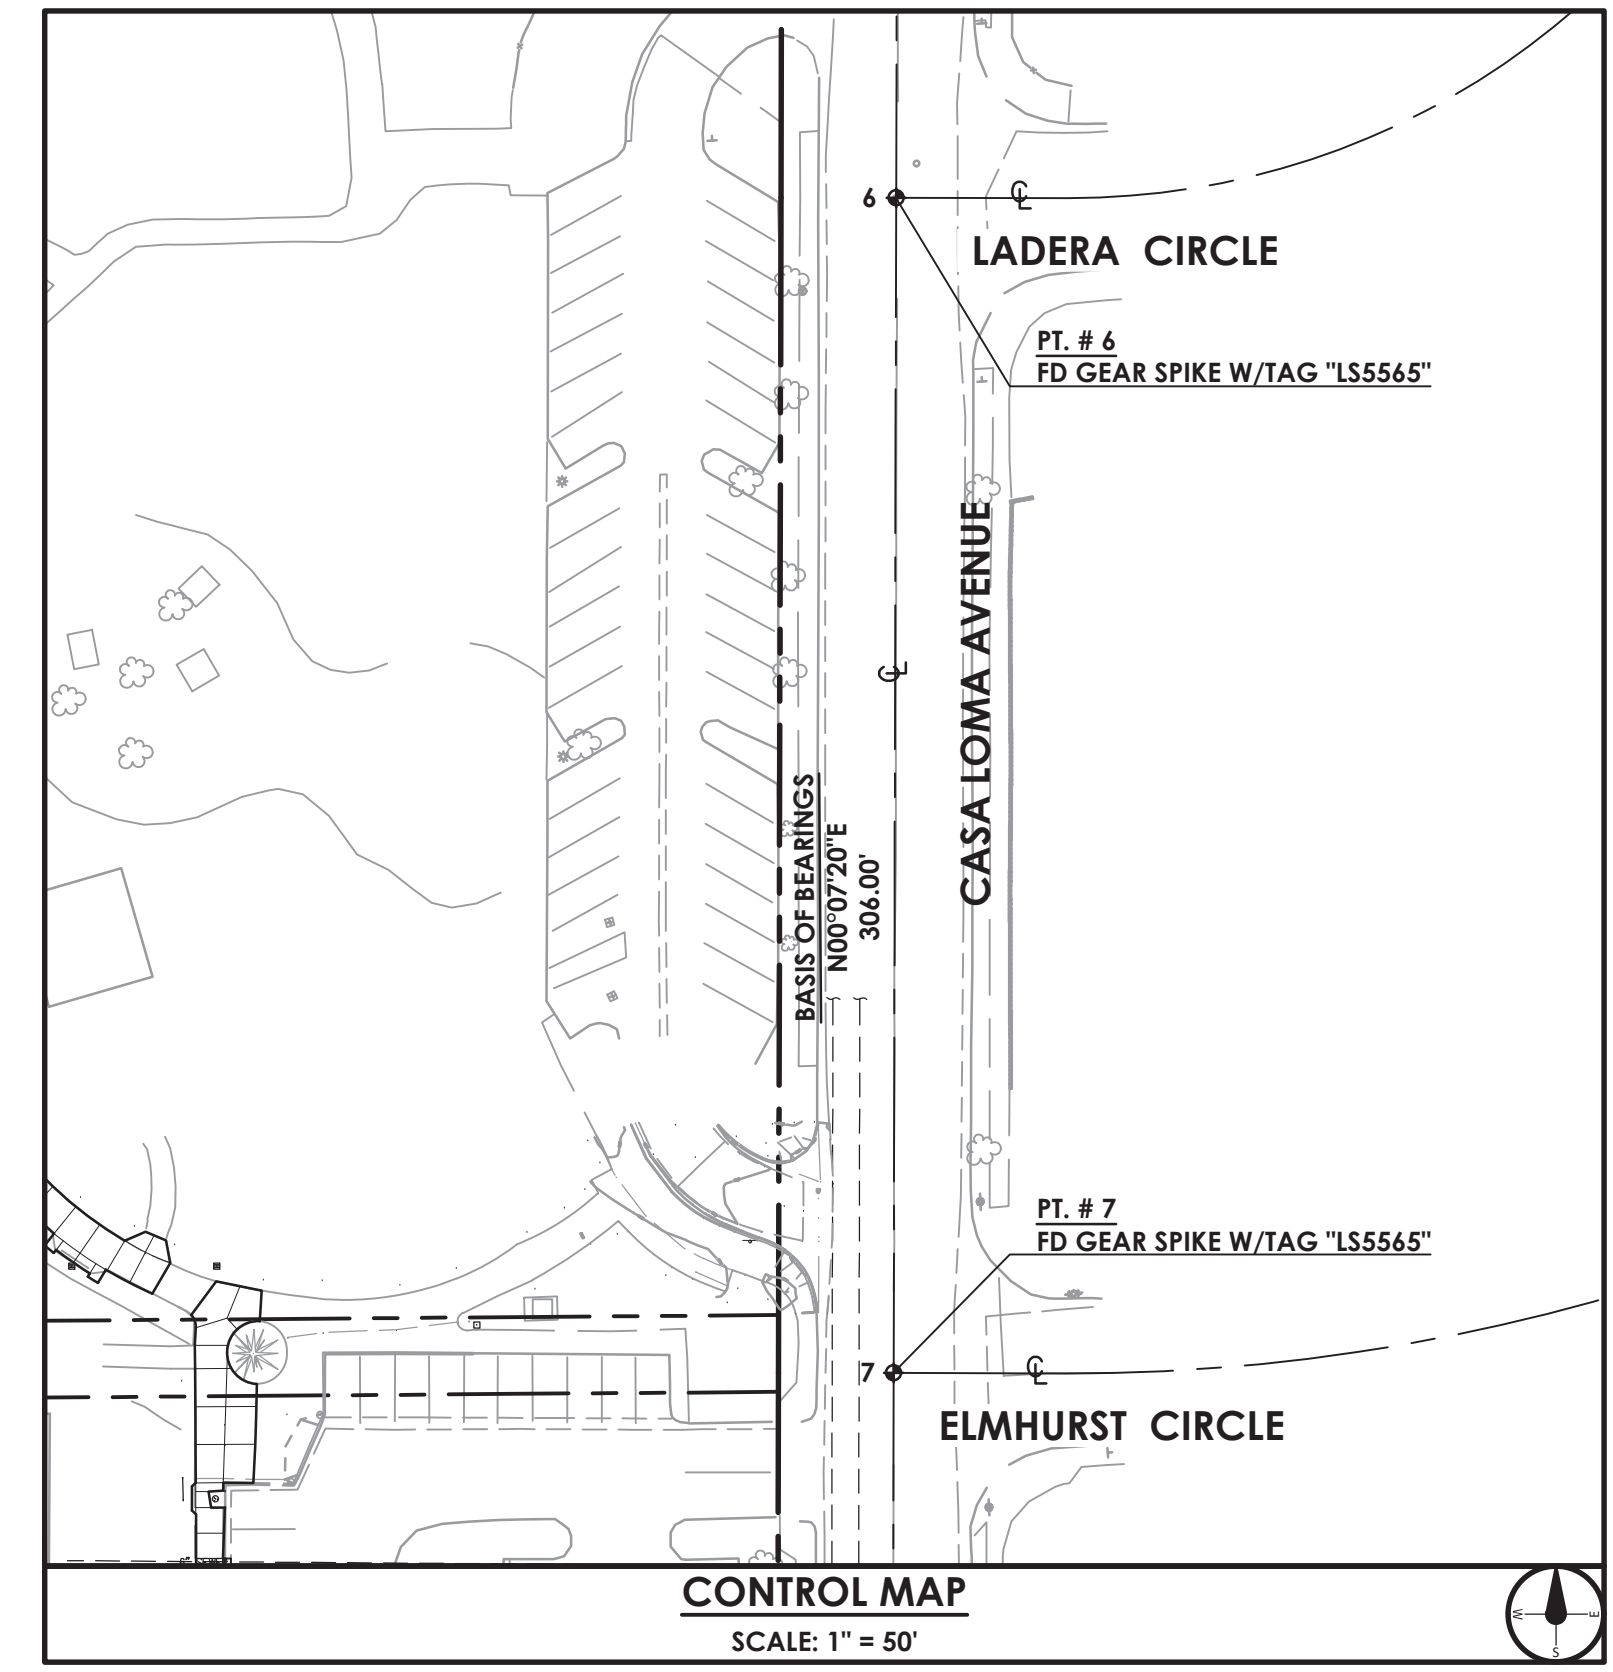 6
LADERA CIRCLE
PT. # 6
FD GEAR SPIKE W/TAG "LS5565"
CASA LOMA AVENUE
BASIS OF BEARINGS
N00°07'20"E
306.00'
PT. # 7
FD GEAR SPIKE W/TAG "LS5565"
7
ELMHURST CIRCLE
CONTROL MAP
SCALE: 1" = 50'
W
E
S